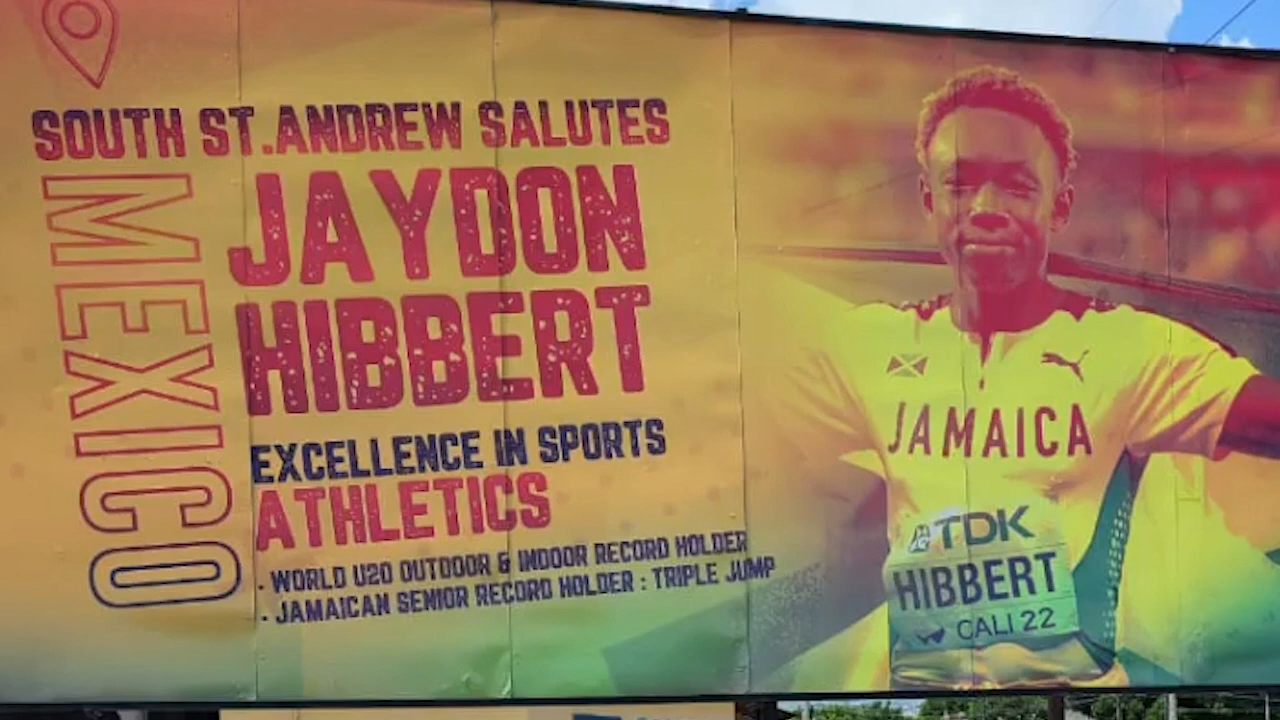 SOUTH ST.ANDREW SALUTES
MEXICO
JAYDON
HIBBERT
EXCELLENCE IN SPORTS
ATHLETICS
. WORLD U20 OUTDOOR & INDOOR RECORD HOLDER
. JAMAICAN SENIOR RECORD HOLDER : TRIPLE JUMP
JAMAICA
TDK
HIBBERT
CALI 22